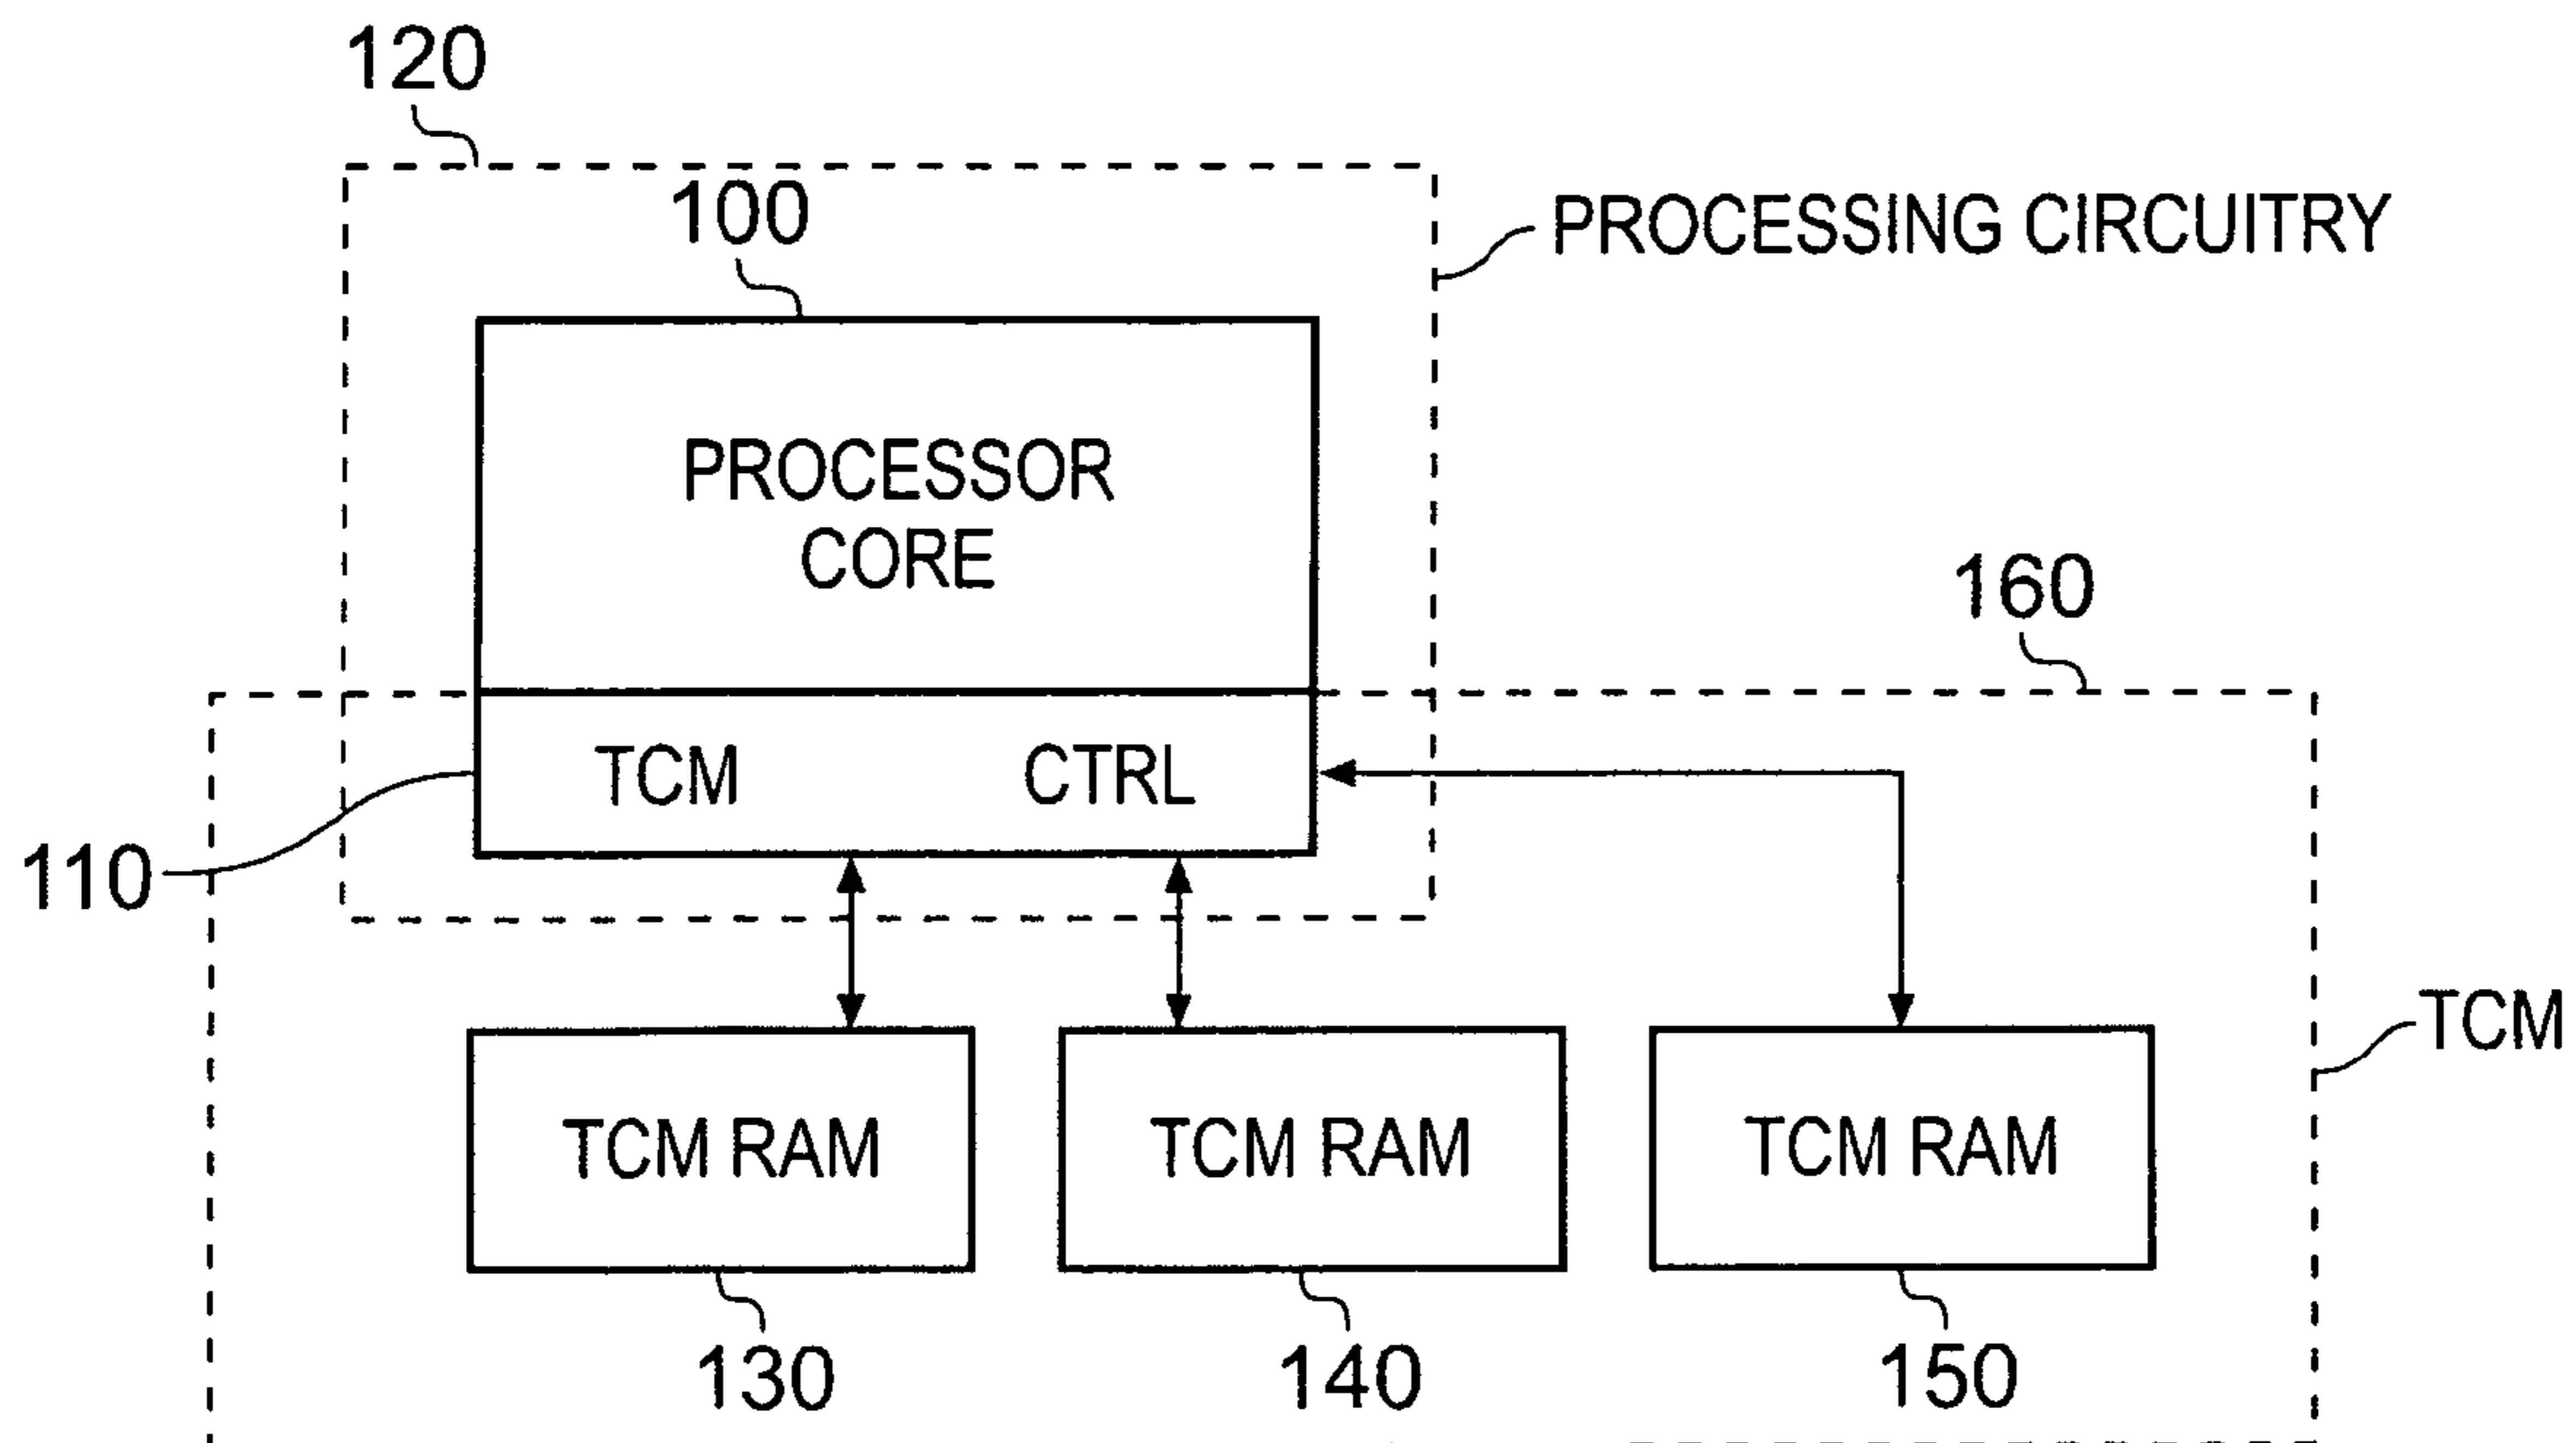 120
100
PROCESSING CIRCUITRY
PROCESSOR
CORE
160
TCM CTRL
110
TCM
TCM RAM
TCM RAM
TCM RAM
130
140
150